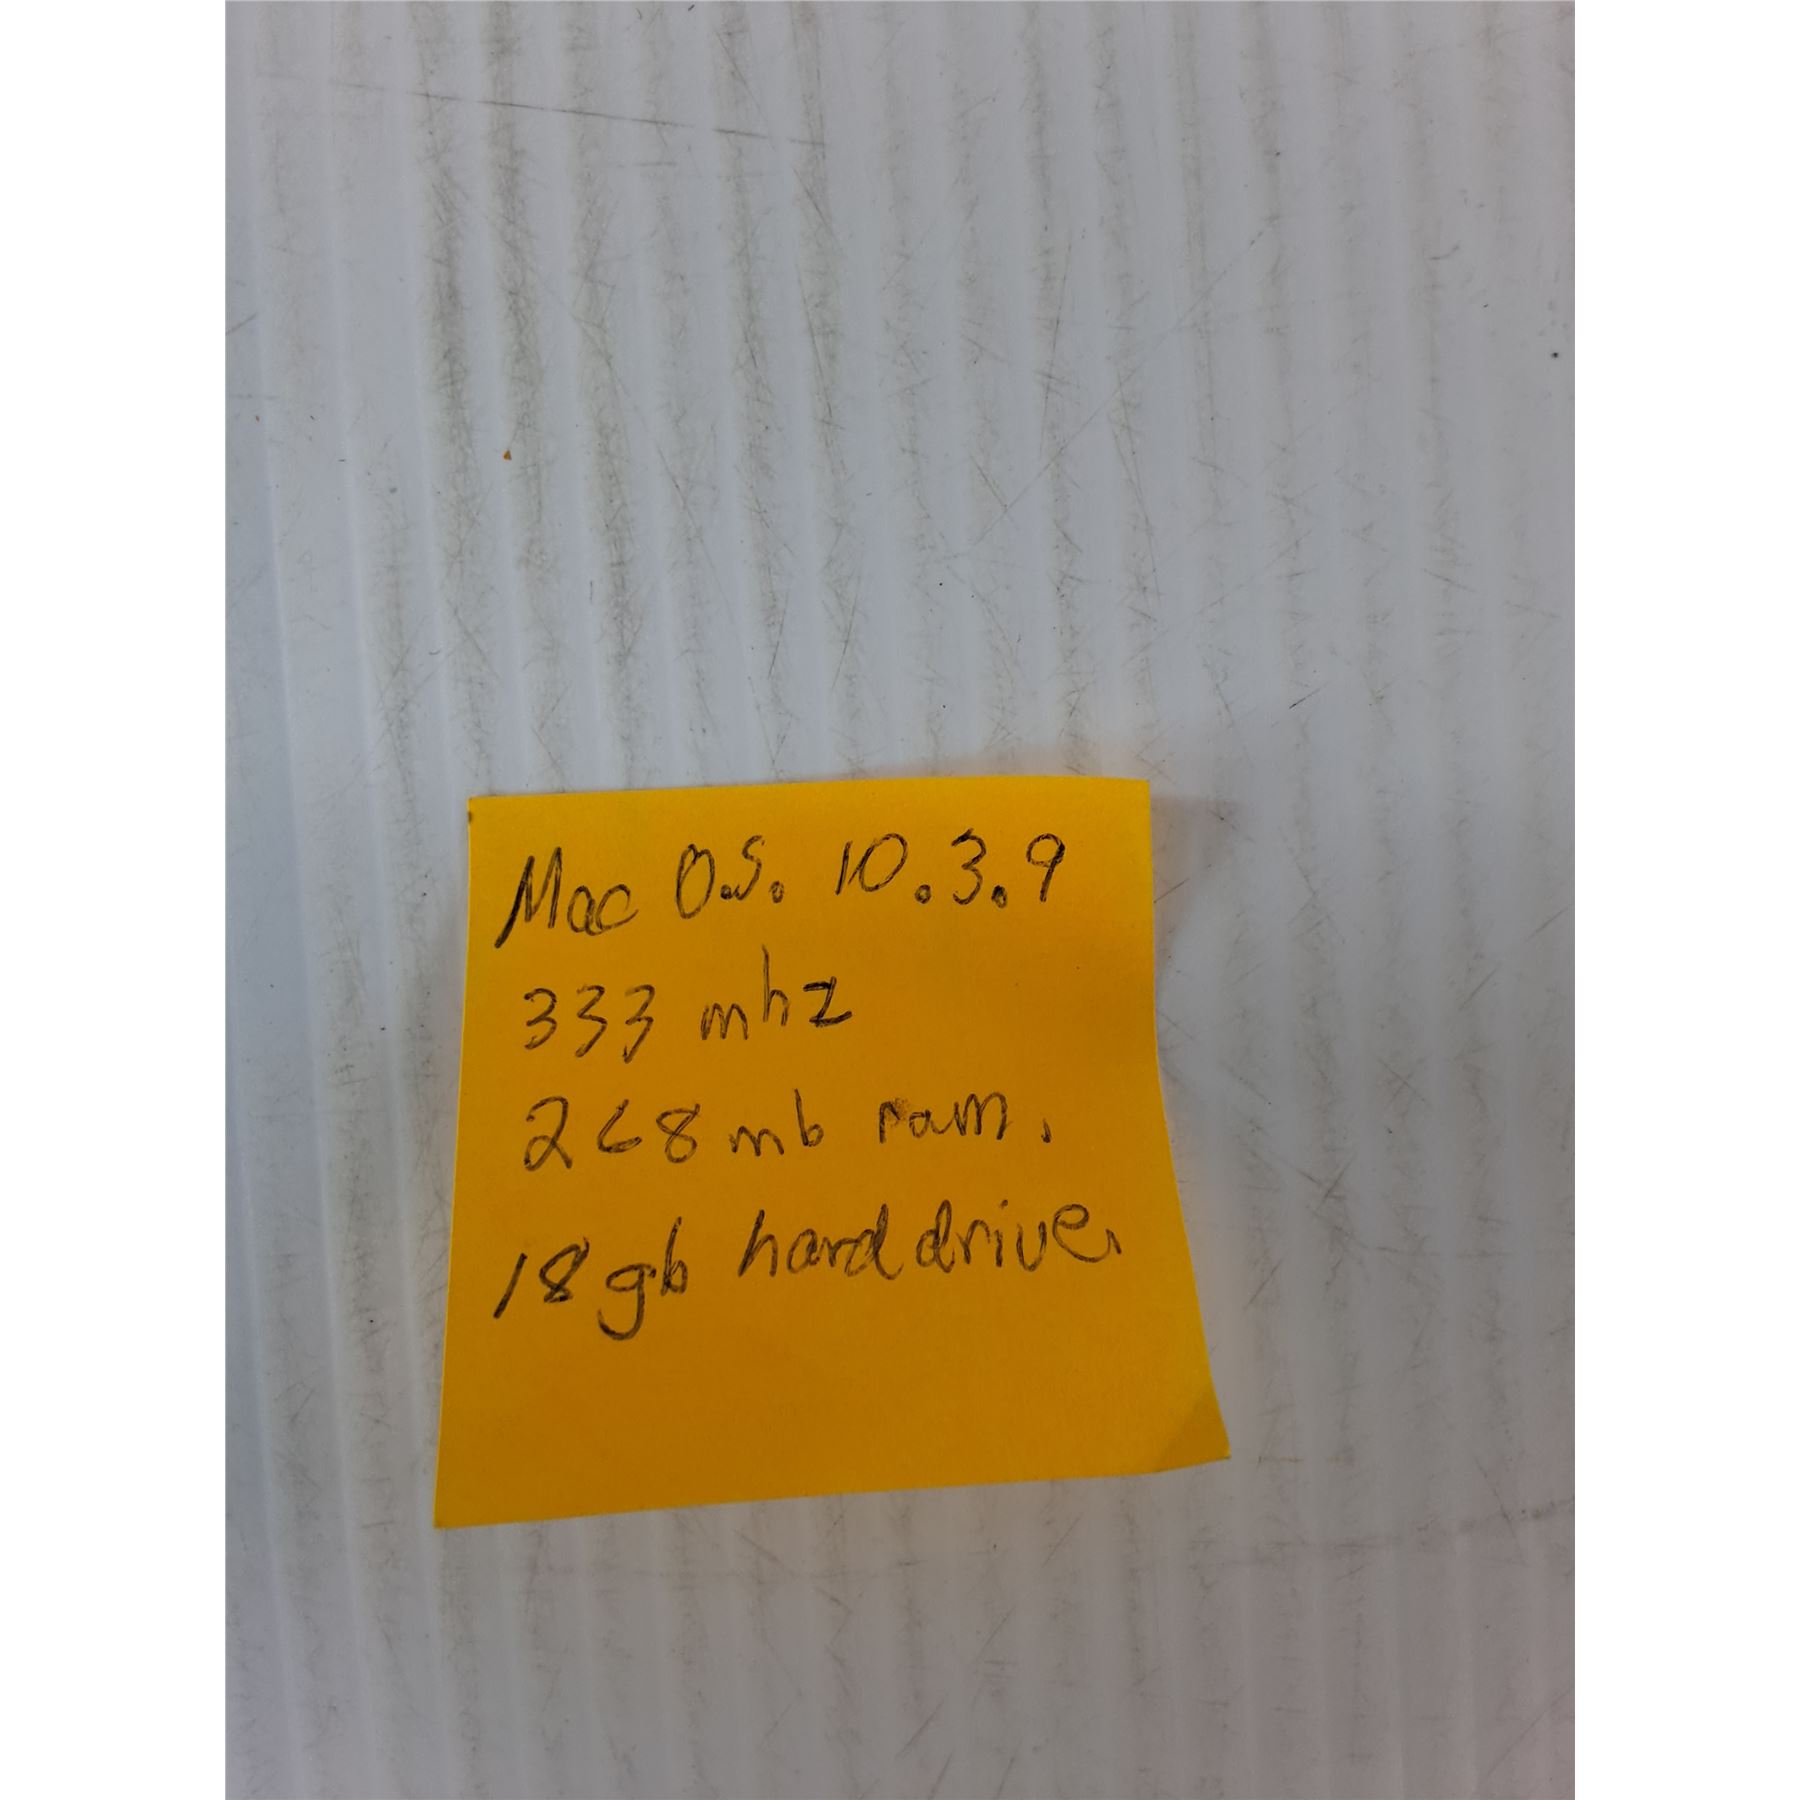 Mac O.S. 10.3.9
333 mhz
268 mb ram.
18 gb hard drive.